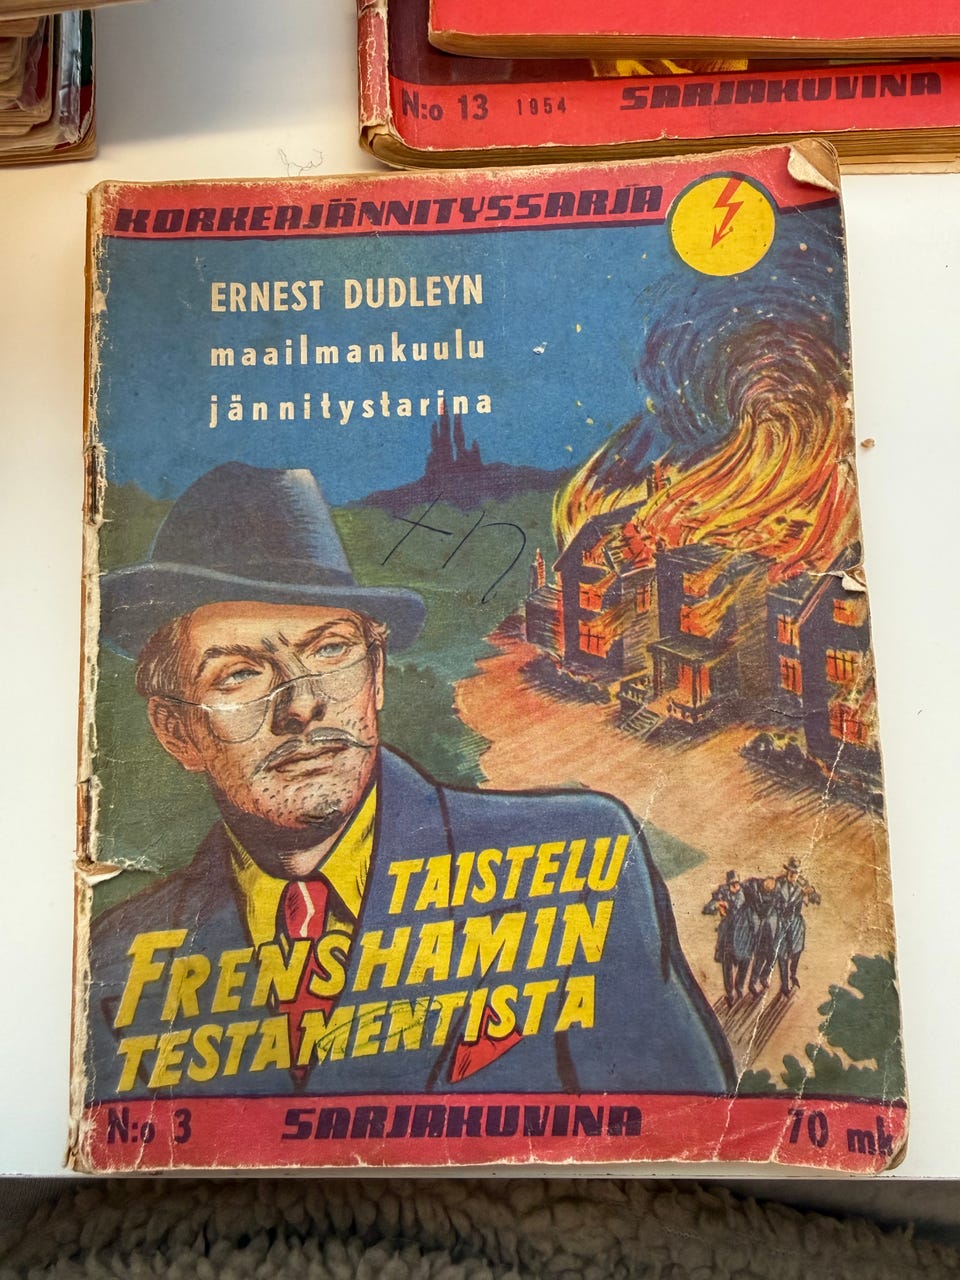 N:o 13 1954 SARJAKUVINA
KORKEAJÄNNITYSSARJA
ERNEST DUDLEYN
maailmankuulu
jännitystarina
TAISTELU
FRENSHAMIN
TESTAMENTISTA
N:o 3 SARJAKUVINA 70 mk